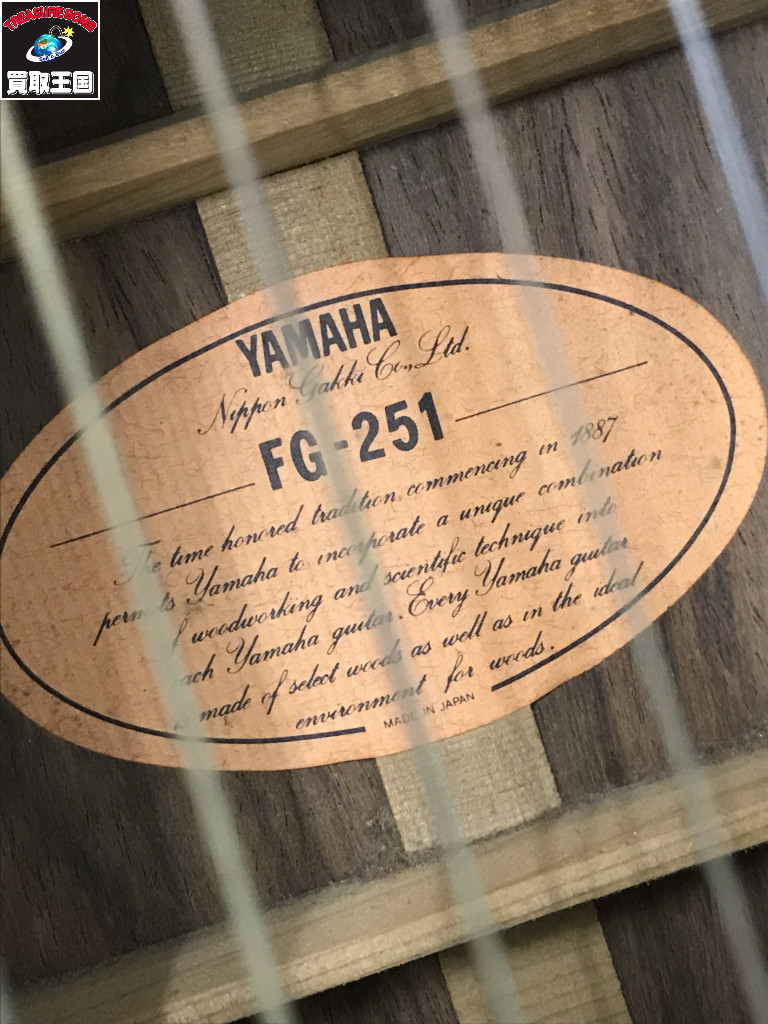 TREASURE BOMB
買取王国
YAMAHA
Nippon Gakki Co., Ltd.
FG-251
The time honored tradition, commencing in 1887
permits Yamaha to incorporate a unique combination
of woodworking and scientific technique into
each Yamaha guitar. Every Yamaha guitar
is made of select woods as well as in the ideal
environment for woods.
MADE IN JAPAN